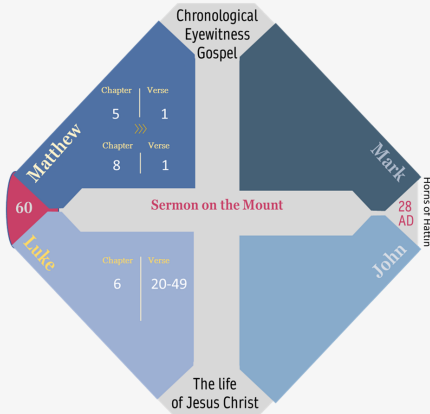 Chronological
Eyewitness
Gospel
Matthew
Chapter Verse
5 1
Chapter Verse
8 1
Mark
60
Sermon on the Mount
28
AD
Horns of Hattin
Luke
Chapter Verse
6 20-49
John
The life
of Jesus Christ